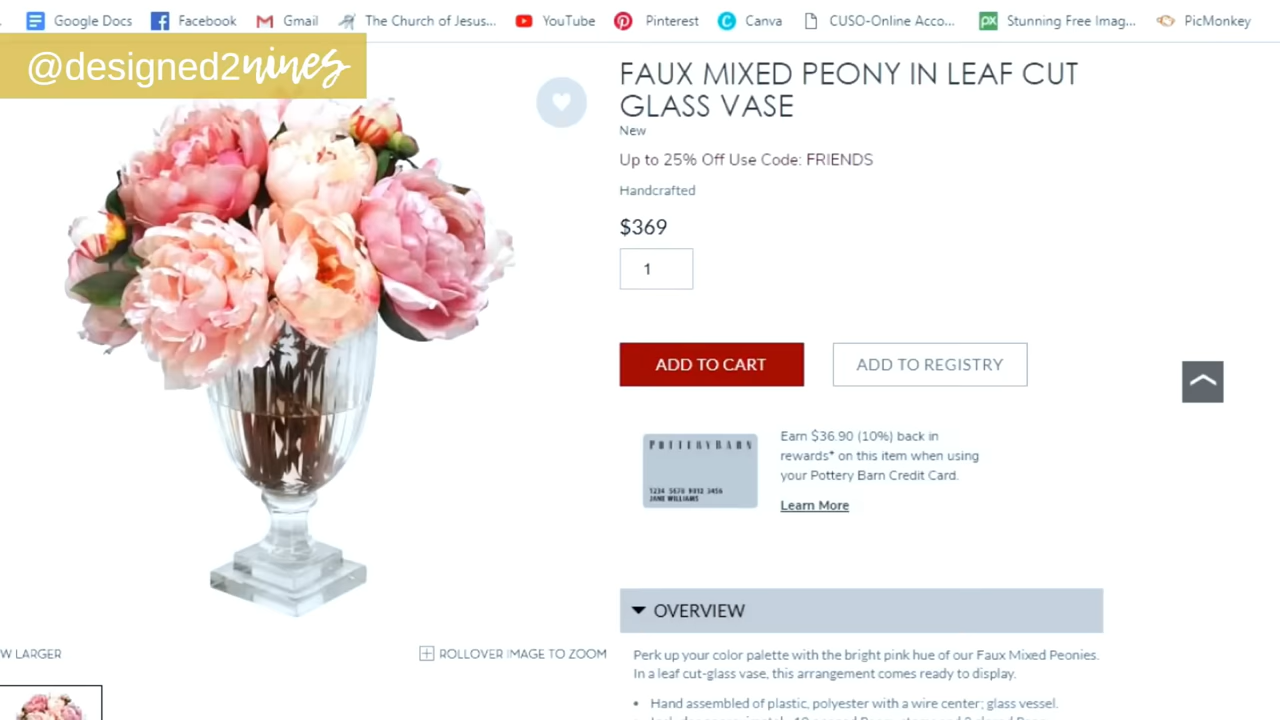 Google Docs Facebook Gmail The Church of Jesus... YouTube Pinterest Canva CUSO-Online Acco... Stunning Free Imag... PicMonkey
@designed2nines
FAUX MIXED PEONY IN LEAF CUT
GLASS VASE
New
Up to 25% Off Use Code: FRIENDS
Handcrafted
$369
1
ADD TO CART
ADD TO REGISTRY
POTTERY BARN
1234 5678 9012 3456
JANE WILLIAMS
Earn $36.90 (10%) back in
rewards* on this item when using
your Pottery Barn Credit Card.
Learn More
OVERVIEW
W LARGER
ROLLOVER IMAGE TO ZOOM
Perk up your color palette with the bright pink hue of our Faux Mixed Peonies.
In a leaf cut-glass vase, this arrangement comes ready to display.
• Hand assembled of plastic, polyester with a wire center; glass vessel.